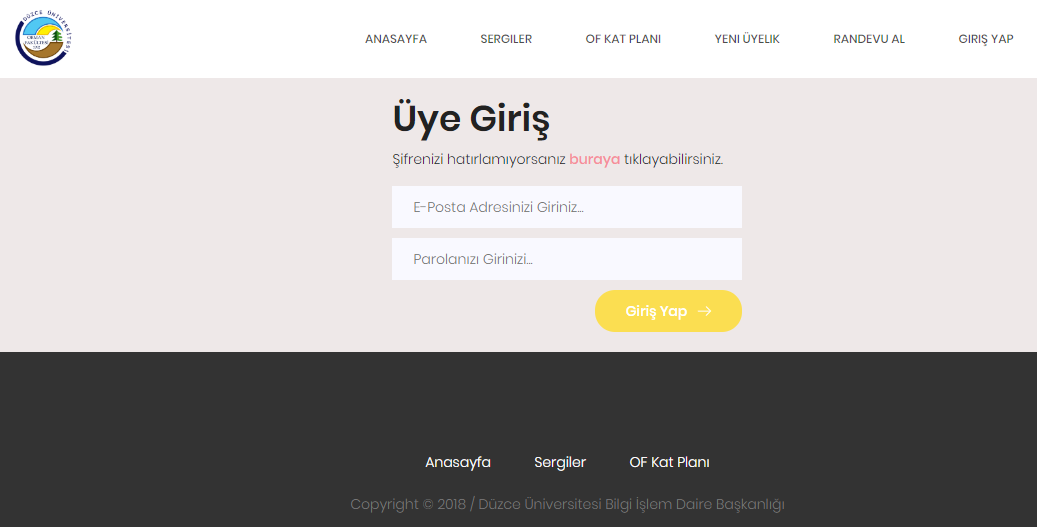 DÜZCE ÜNİVERSİTESİ
ORMAN
FAKÜLTESİ
ANASAYFA SERGILER OF KAT PLANI YENI ÜYELIK RANDEVU AL GIRIŞ YAP
Üye Giriş
Şifrenizi hatırlamıyorsanız buraya tıklayabilirsiniz.
E-Posta Adresinizi Giriniz...
Parolanızı Girinizi...
Giriş Yap →
Anasayfa Sergiler OF Kat Planı
Copyright © 2018 / Düzce Üniversitesi Bilgi İşlem Daire Başkanlığı